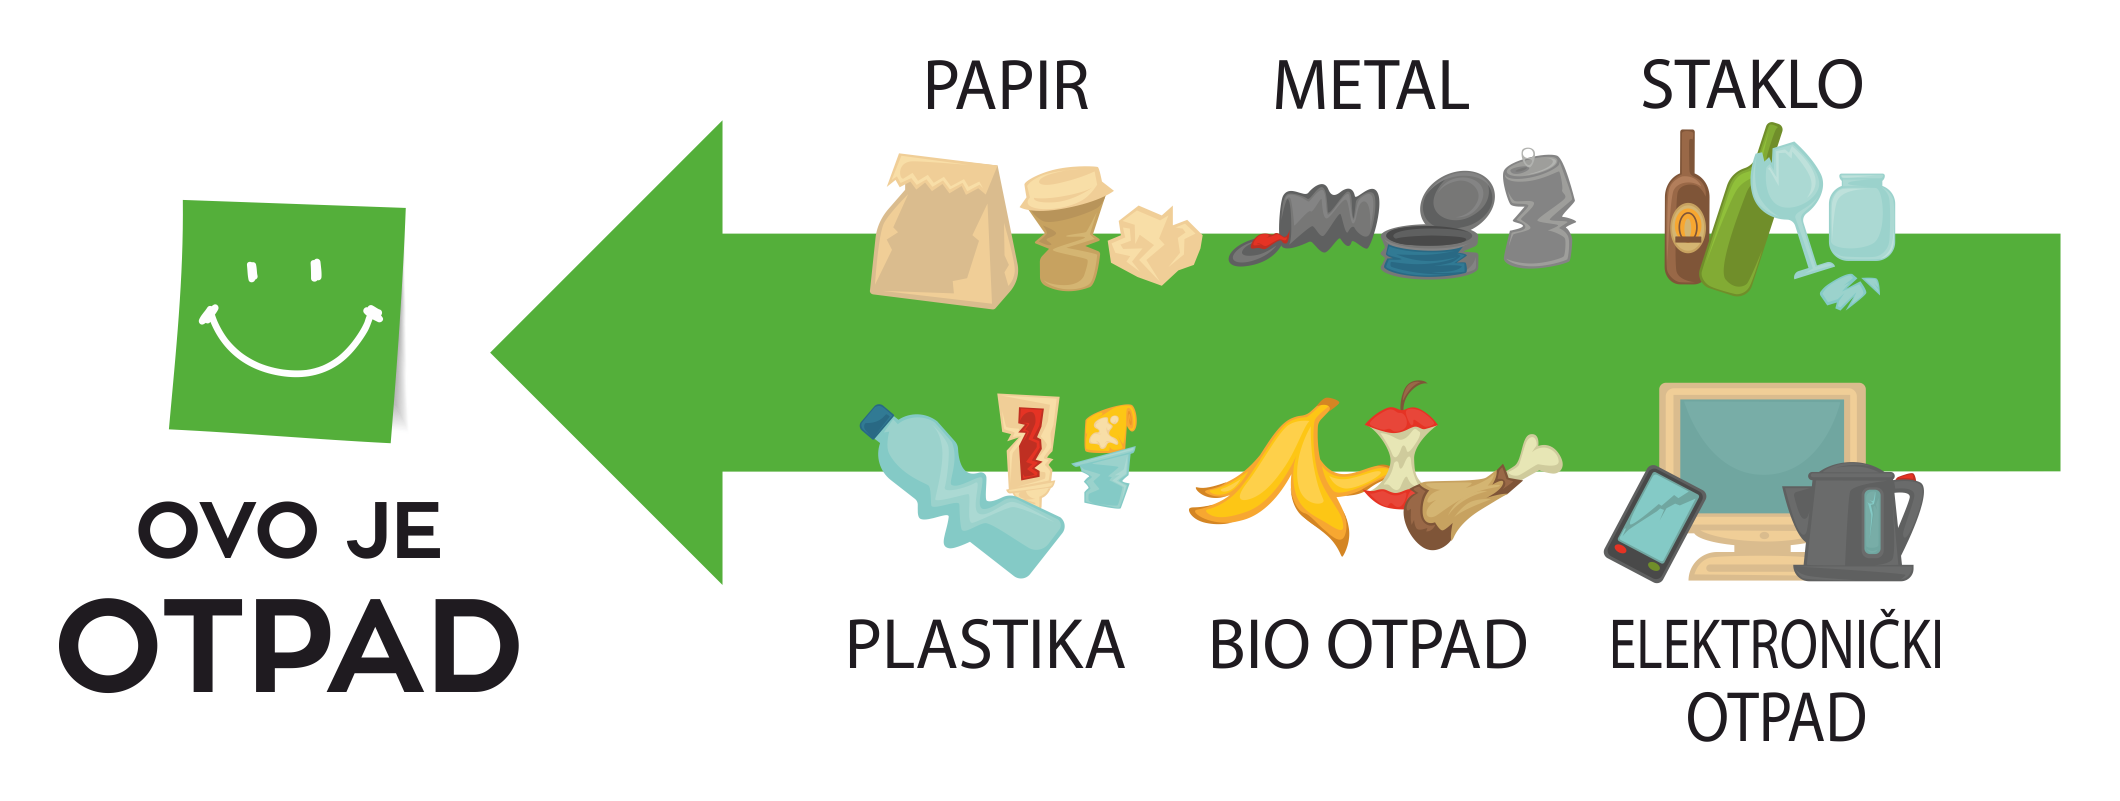 PAPIR
METAL
STAKLO
OVO JE
OTPAD
PLASTIKA
BIO OTPAD
ELEKTRONIČKI
OTPAD